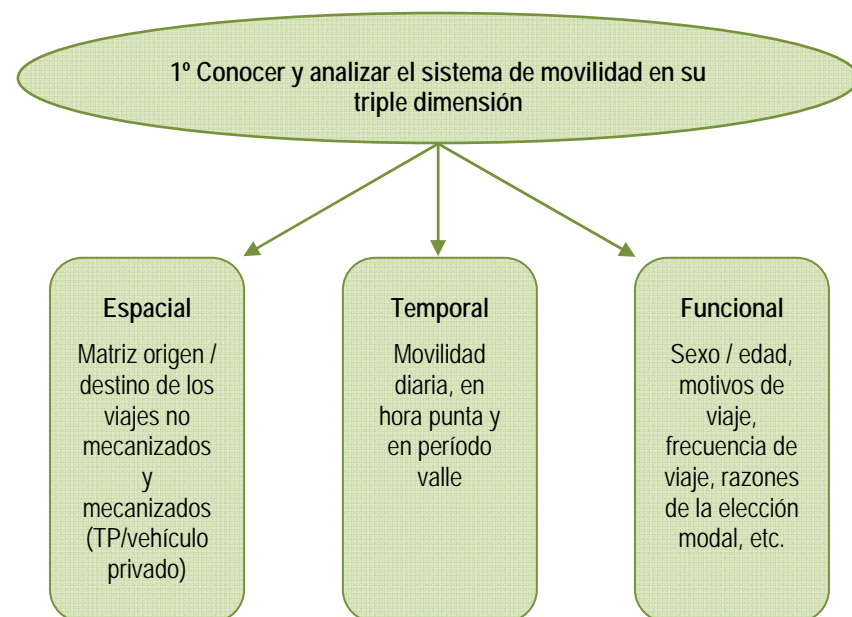 1º Conocer y analizar el sistema de movilidad en su
triple dimensión
Espacial
Matriz origen /
destino de los
viajes no
mecanizados
y
mecanizados
(TP/vehículo
privado)
Temporal
Movilidad
diaria, en
hora punta y
en período
valle
Funcional
Sexo / edad,
motivos de
viaje,
frecuencia de
viaje, razones
de la elección
modal, etc.